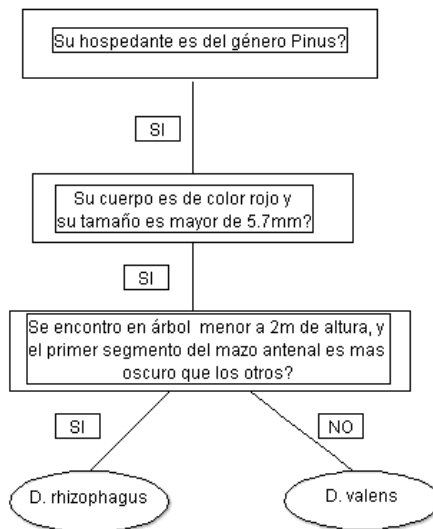 Su hospedante es del género Pinus?
SI
Su cuerpo es de color rojo y
su tamaño es mayor de 5.7mm?
SI
Se encontro en árbol menor a 2m de altura, y
el primer segmento del mazo antenal es mas
oscuro que los otros?
SI
NO
D. rhizophagus
D. valens